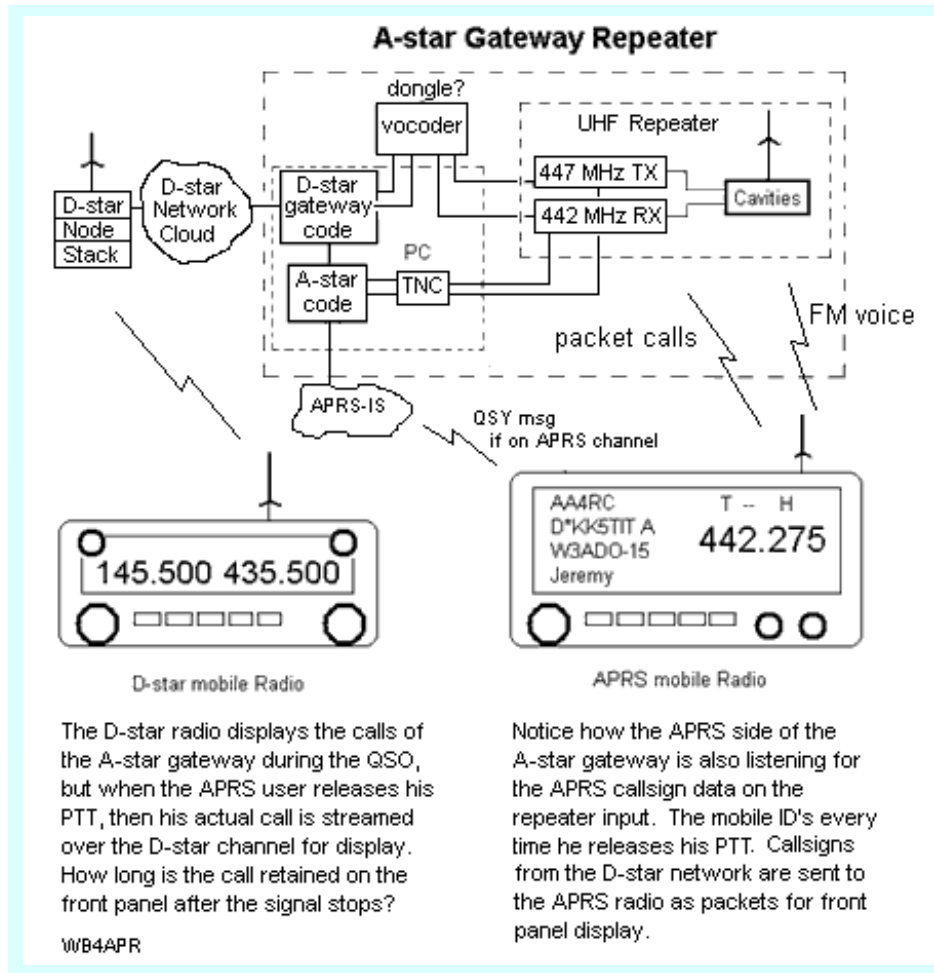 A-star Gateway Repeater
dongle?
vocoder
UHF Repeater
447 MHz TX
442 MHz RX
Cavities
D-star
Node
Stack
D-star
Network
Cloud
D-star
gateway
code
PC
A-star
code
TNC
packet calls
FM voice
APRS-IS
QSY msg
if on APRS channel
145.500 435.500
D-star mobile Radio
AA4RC
D*KK5TIT A
W3ADO-15
Jeremy
T -- H
442.275
APRS mobile Radio
The D-star radio displays the calls of
the A-star gateway during the QSO,
but when the APRS user releases his
PTT, then his actual call is streamed
over the D-star channel for display.
How long is the call retained on the
front panel after the signal stops?
WB4APR
Notice how the APRS side of the
A-star gateway is also listening for
the APRS callsign data on the
repeater input.  The mobile ID's every
time he releases his PTT.  Callsigns
from the D-star network are sent to
the APRS radio as packets for front
panel display.